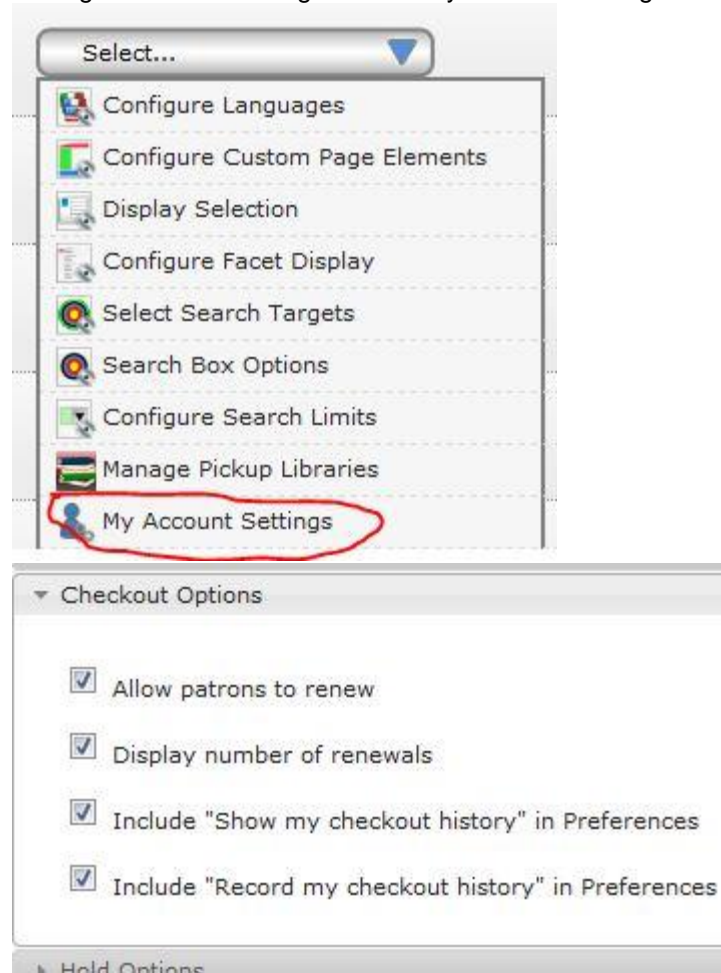 Select...
Configure Languages
Configure Custom Page Elements
Display Selection
Configure Facet Display
Select Search Targets
Search Box Options
Configure Search Limits
Manage Pickup Libraries
My Account Settings
Checkout Options
Allow patrons to renew
Display number of renewals
Include "Show my checkout history" in Preferences
Include "Record my checkout history" in Preferences
Hold Options